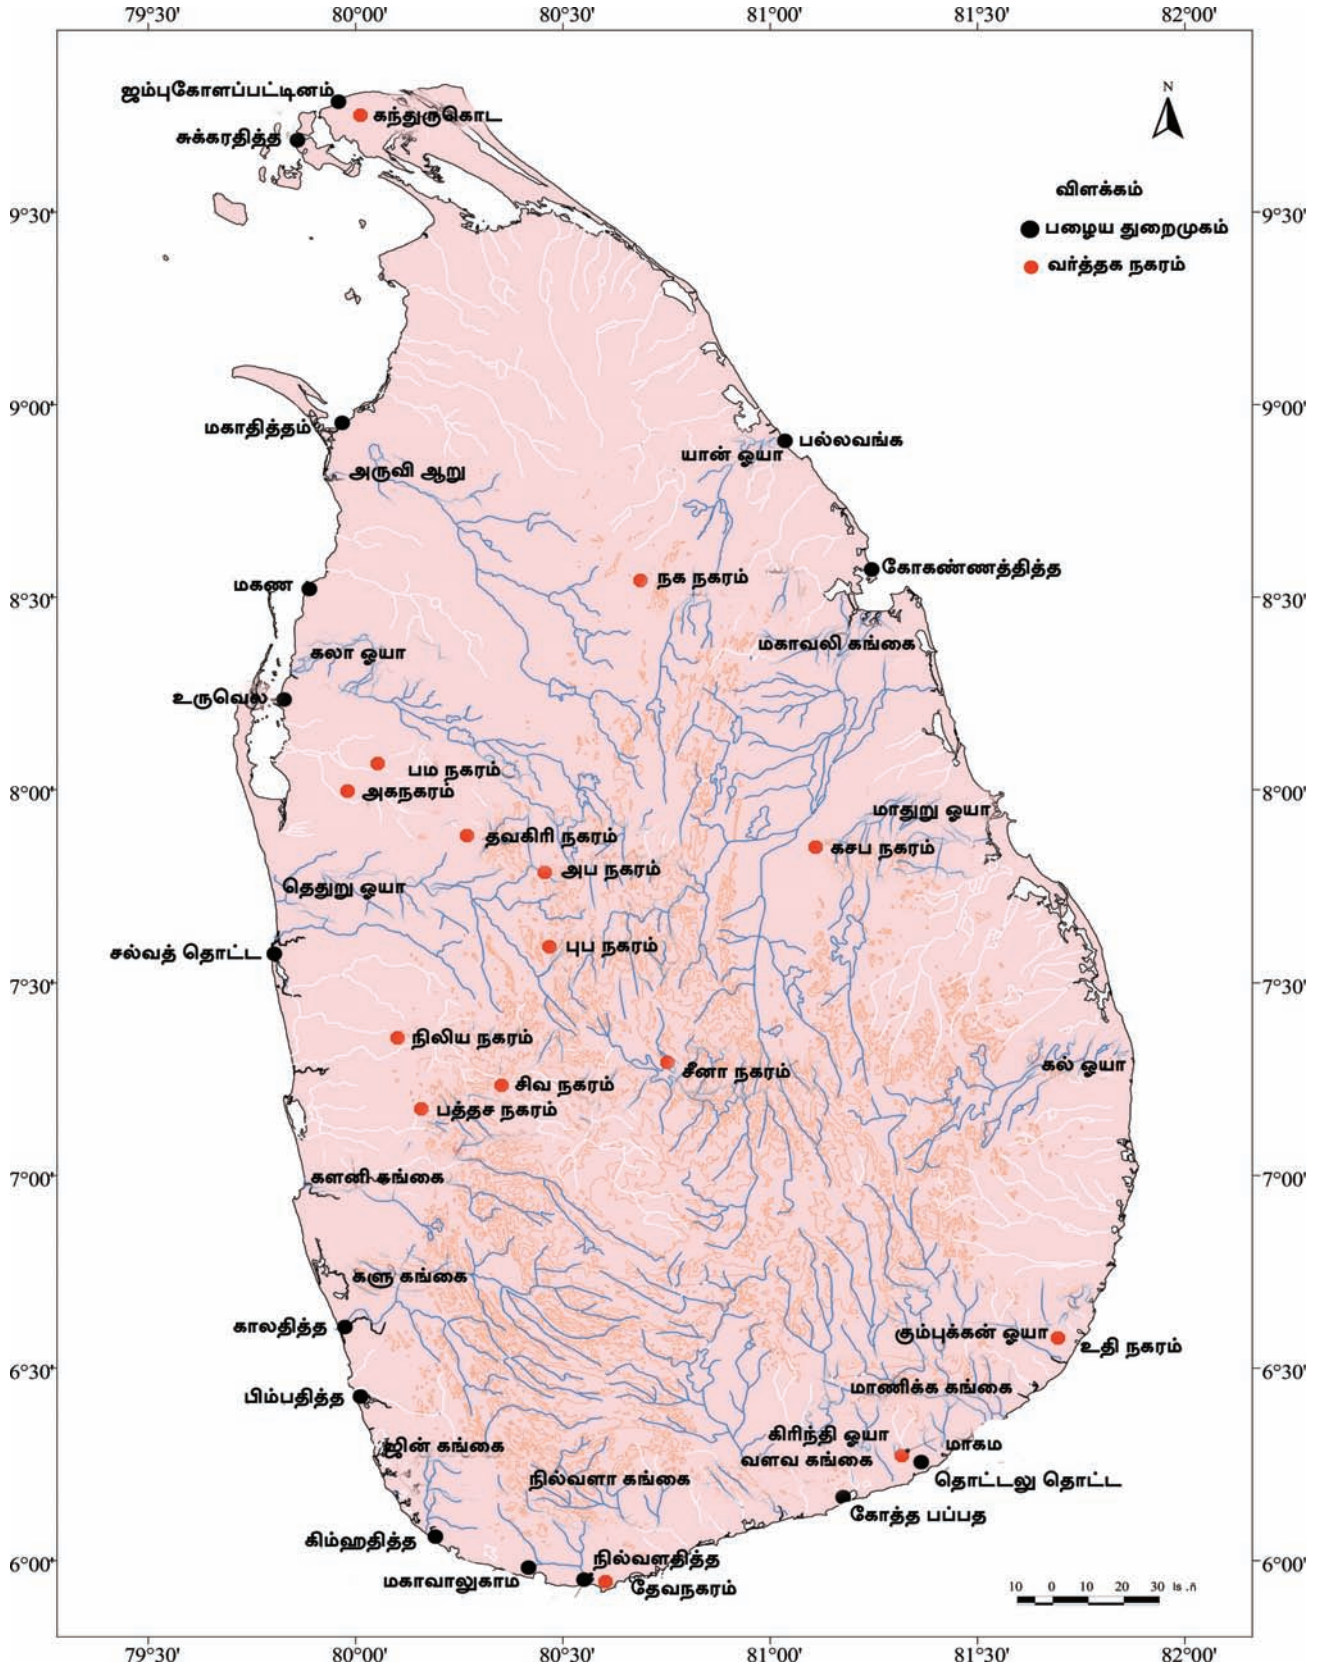 79°30' 80°00' 80°30' 81°00' 81°30' 82°00'
ஜம்புகோளப்பட்டினம்
கந்துருகொட
சுக்கரதித்த
N
விளக்கம்
பழைய துறைமுகம்
வர்த்தக நகரம்
9°30' 9°30'
9°00' 9°00'
மகாதித்தம்
பல்லவங்க
யான் ஓயா
அருவி ஆறு
கோகண்ணத்தித்த
நக நகரம்
மகண
8°30' 8°30'
மகாவலி கங்கை
கலா ஓயா
உருவெல
பம நகரம்
அகநகரம்
8°00' 8°00'
மாதுறு ஓயா
தவகிரி நகரம்
கசப நகரம்
அப நகரம்
தெதுறு ஓயா
புப நகரம்
சல்வத் தொட்ட
7°30' 7°30'
நிலிய நகரம்
சீனா நகரம்
கல் ஓயா
சிவ நகரம்
பத்தச நகரம்
7°00' 7°00'
களனி கங்கை
களு கங்கை
காலதித்த
கும்புக்கன் ஓயா
உதி நகரம்
6°30' 6°30'
மாணிக்க கங்கை
பிம்பதித்த
கிரிந்தி ஓயா
மாகம
ஜின் கங்கை
வளவ கங்கை
நில்வளா கங்கை
தொட்டலு தொட்ட
கோத்த பப்பத
கிம்ஹதித்த
நில்வளதித்த
6°00' 6°00'
மகாவாலுகாம
தேவநகரம்
10 0 10 20 30
79°30' 80°00' 80°30' 81°00' 81°30' 82°00'